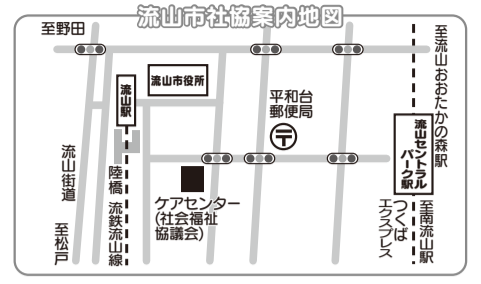 流山市社協案内地図
至野田
流山駅
流山市役所
平和台
郵便局
至流山おおたかの森駅
流山セントラル
パーク駅
流山街道
至松戸
陸橋
流鉄流山線
ケアセンター
(社会福祉
協議会)
つくば
エクスプレス
至南流山駅